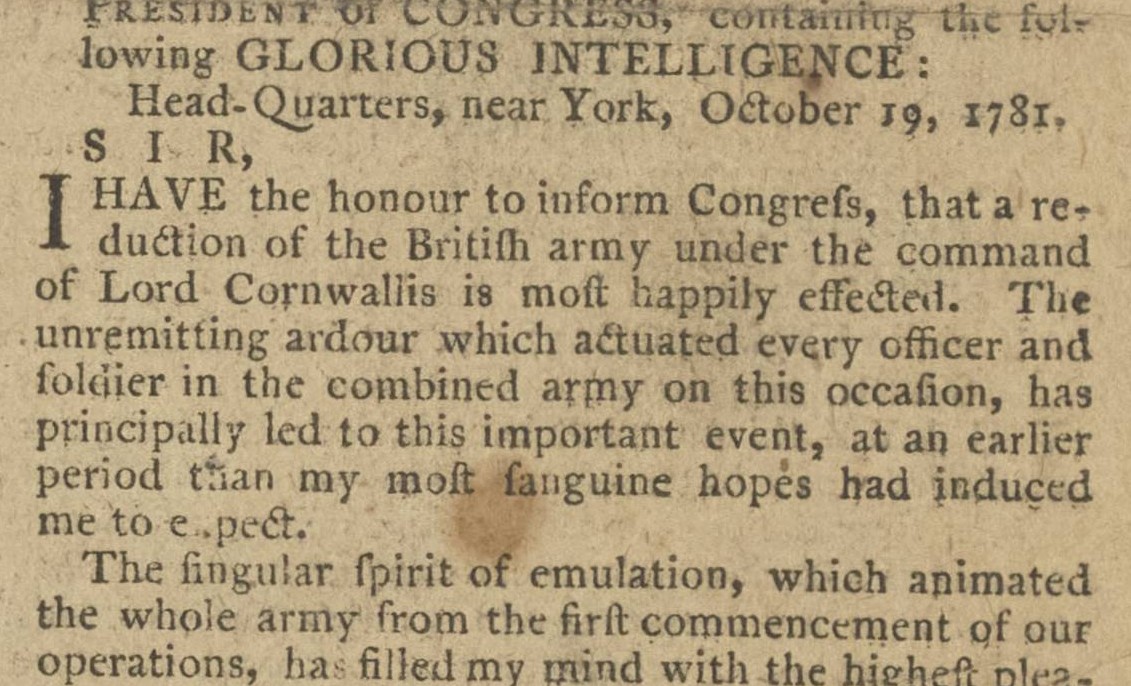 PRESIDENT of CONGRESS, containing the fol-
lowing GLORIOUS INTELLIGENCE:
Head-Quarters, near York, October 19, 1781.
S I R,
I HAVE the honour to inform Congreſs, that a re-
duction of the Britiſh army under the command
of Lord Cornwallis is moſt happily effected. The
unremitting ardour which actuated every officer and
ſoldier in the combined army on this occaſion, has
principally led to this important event, at an earlier
period than my moſt ſanguine hopes had induced
me to e..pect.
The ſingular ſpirit of emulation, which animated
the whole army from the firſt commencement of our
operations, has filled my mind with the higheſt plea-